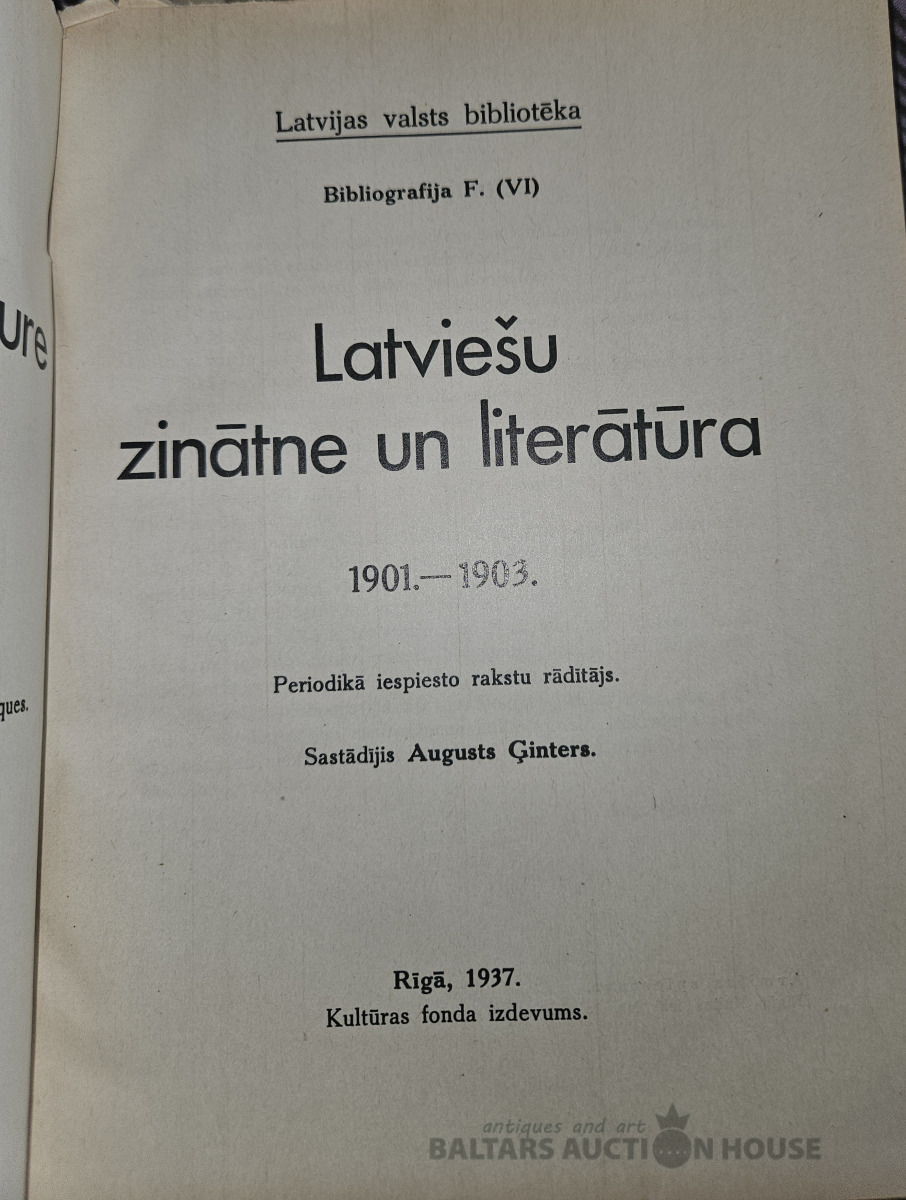 Latvijas valsts bibliotēka
Bibliografija F. (VI)
ure
Latviešu
zinātne un literātūra
1901.—1903.
Periodikā iespiesto rakstu rādītājs.
ques.
Sastādījis Augusts Ģinters.
Rīgā, 1937.
Kultūras fonda izdevums.
antiques and art
BALTARS AUCTION HOUSE